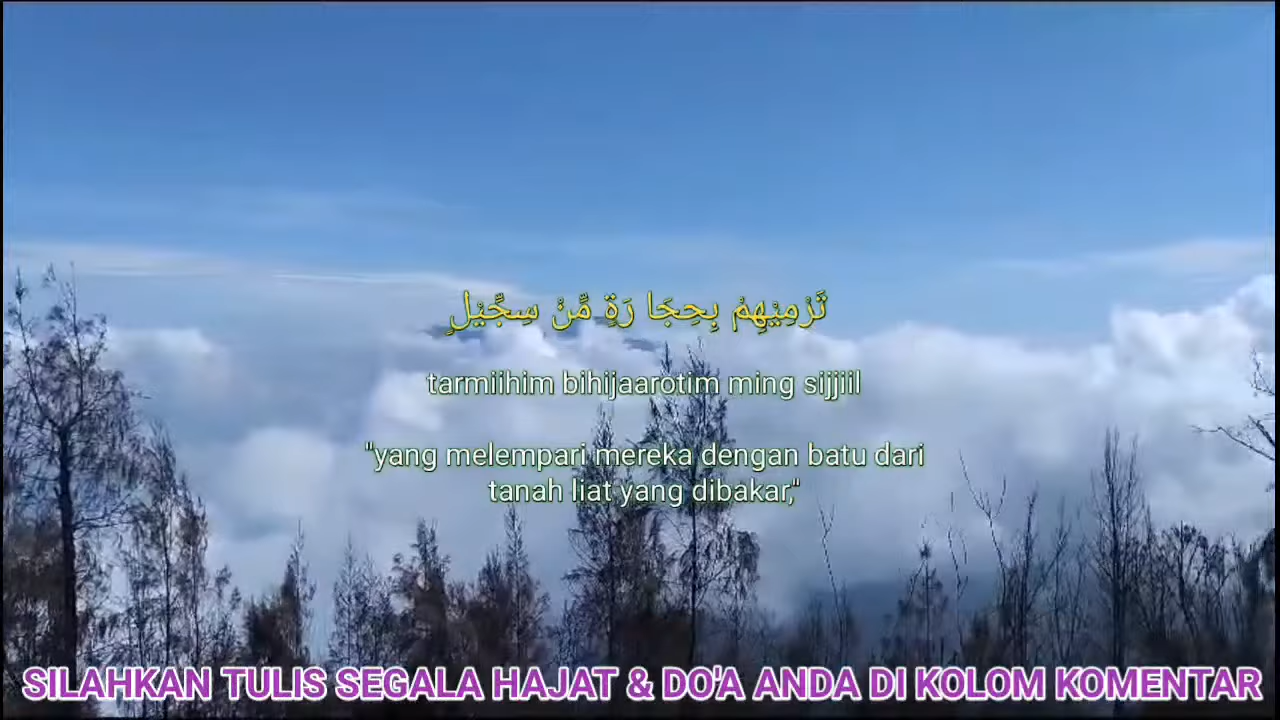 تَرْمِيْهِمْ بِحِجَا رَةٍ مِّنْ سِجِّيْلٍ
tarmiihim bihijaarotim ming sijjiil
"yang melempari mereka dengan batu dari
tanah liat yang dibakar,"
SILAHKAN TULIS SEGALA HAJAT & DO'A ANDA DI KOLOM KOMENTAR